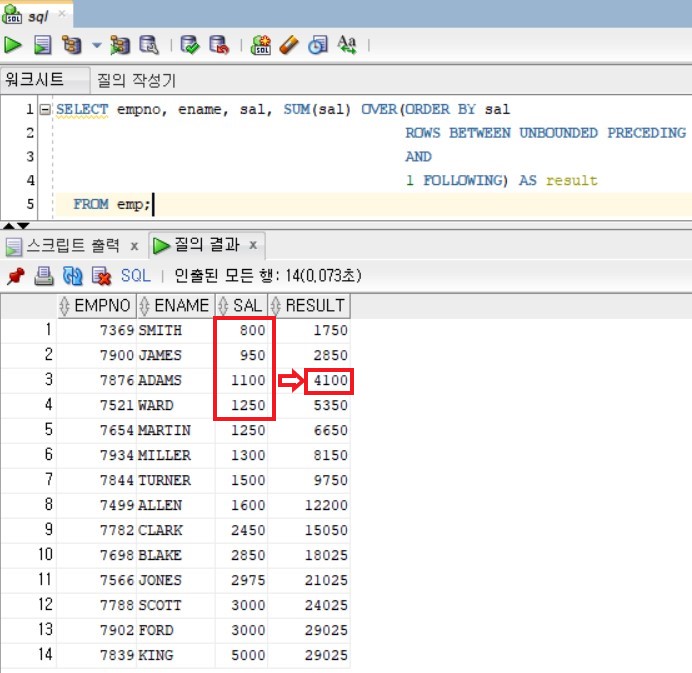 sql
워크시트 질의 작성기
1 SELECT empno, ename, sal, SUM(sal) OVER(ORDER BY sal
2 ROWS BETWEEN UNBOUNDED PRECEDING
3 AND
4 1 FOLLOWING) AS result
5 FROM emp;
스크립트 출력 x 질의 결과 x
SQL | 인출된 모든 행: 14(0,073초)
EMPNO ENAME SAL RESULT
1 7369 SMITH 800 1750
2 7900 JAMES 950 2850
3 7876 ADAMS 1100 4100
4 7521 WARD 1250 5350
5 7654 MARTIN 1250 6650
6 7934 MILLER 1300 8150
7 7844 TURNER 1500 9750
8 7499 ALLEN 1600 12200
9 7782 CLARK 2450 15050
10 7698 BLAKE 2850 18025
11 7566 JONES 2975 21025
12 7788 SCOTT 3000 24025
13 7902 FORD 3000 29025
14 7839 KING 5000 29025